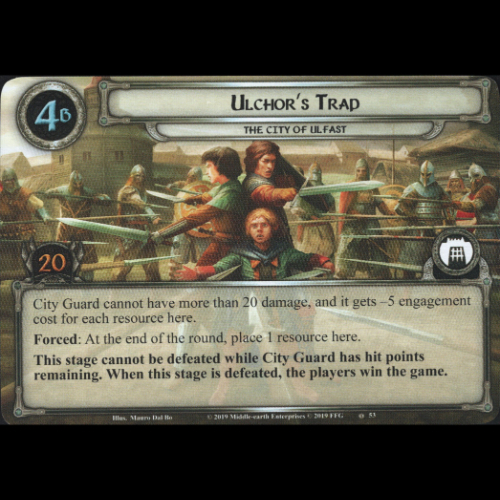 4B
ULCHOR'S TRAP
THE CITY OF ULFAST
20
City Guard cannot have more than 20 damage, and it gets –5 engagement
cost for each resource here.
Forced: At the end of the round, place 1 resource here.
This stage cannot be defeated while City Guard has hit points
remaining. When this stage is defeated, the players win the game.
Illus. Mauro Dal Bo © 2019 Middle-earth Enterprises © 2019 FFG 53